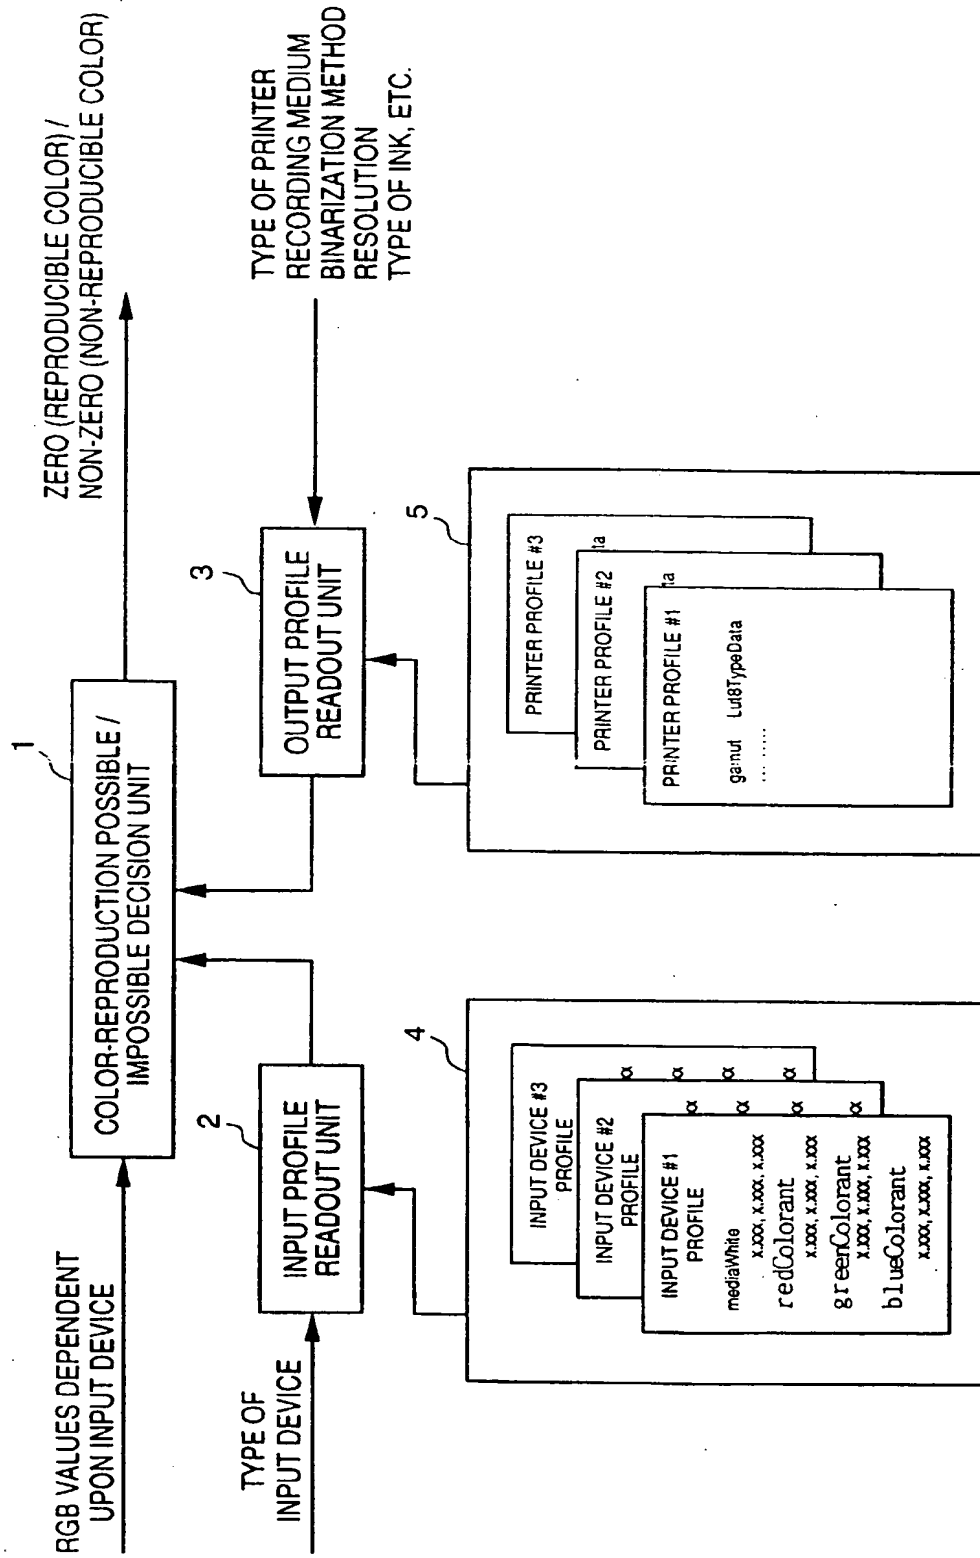 RGB VALUES DEPENDENT
UPON INPUT DEVICE
1
COLOR-REPRODUCTION POSSIBLE /
IMPOSSIBLE DECISION UNIT
ZERO (REPRODUCIBLE COLOR) /
NON-ZERO (NON-REPRODUCIBLE COLOR)
TYPE OF
INPUT DEVICE
2
INPUT PROFILE
READOUT UNIT
3
OUTPUT PROFILE
READOUT UNIT
TYPE OF PRINTER
RECORDING MEDIUM
BINARIZATION METHOD
RESOLUTION
TYPE OF INK, ETC.
4
INPUT DEVICE #3
PROFILE
INPUT DEVICE #2
PROFILE
INPUT DEVICE #1
PROFILE
mediaWhite
x.xxx, x.xxx, x.xxx
redColorant
x.xxx, x.xxx, x.xxx
greenColorant
x.xxx, x.xxx, x.xxx
blueColorant
x.xxx, x.xxx, x.xxx
5
PRINTER PROFILE #3
ta
PRINTER PROFILE #2
ta
PRINTER PROFILE #1
gamut Lut8TypeData
... ......